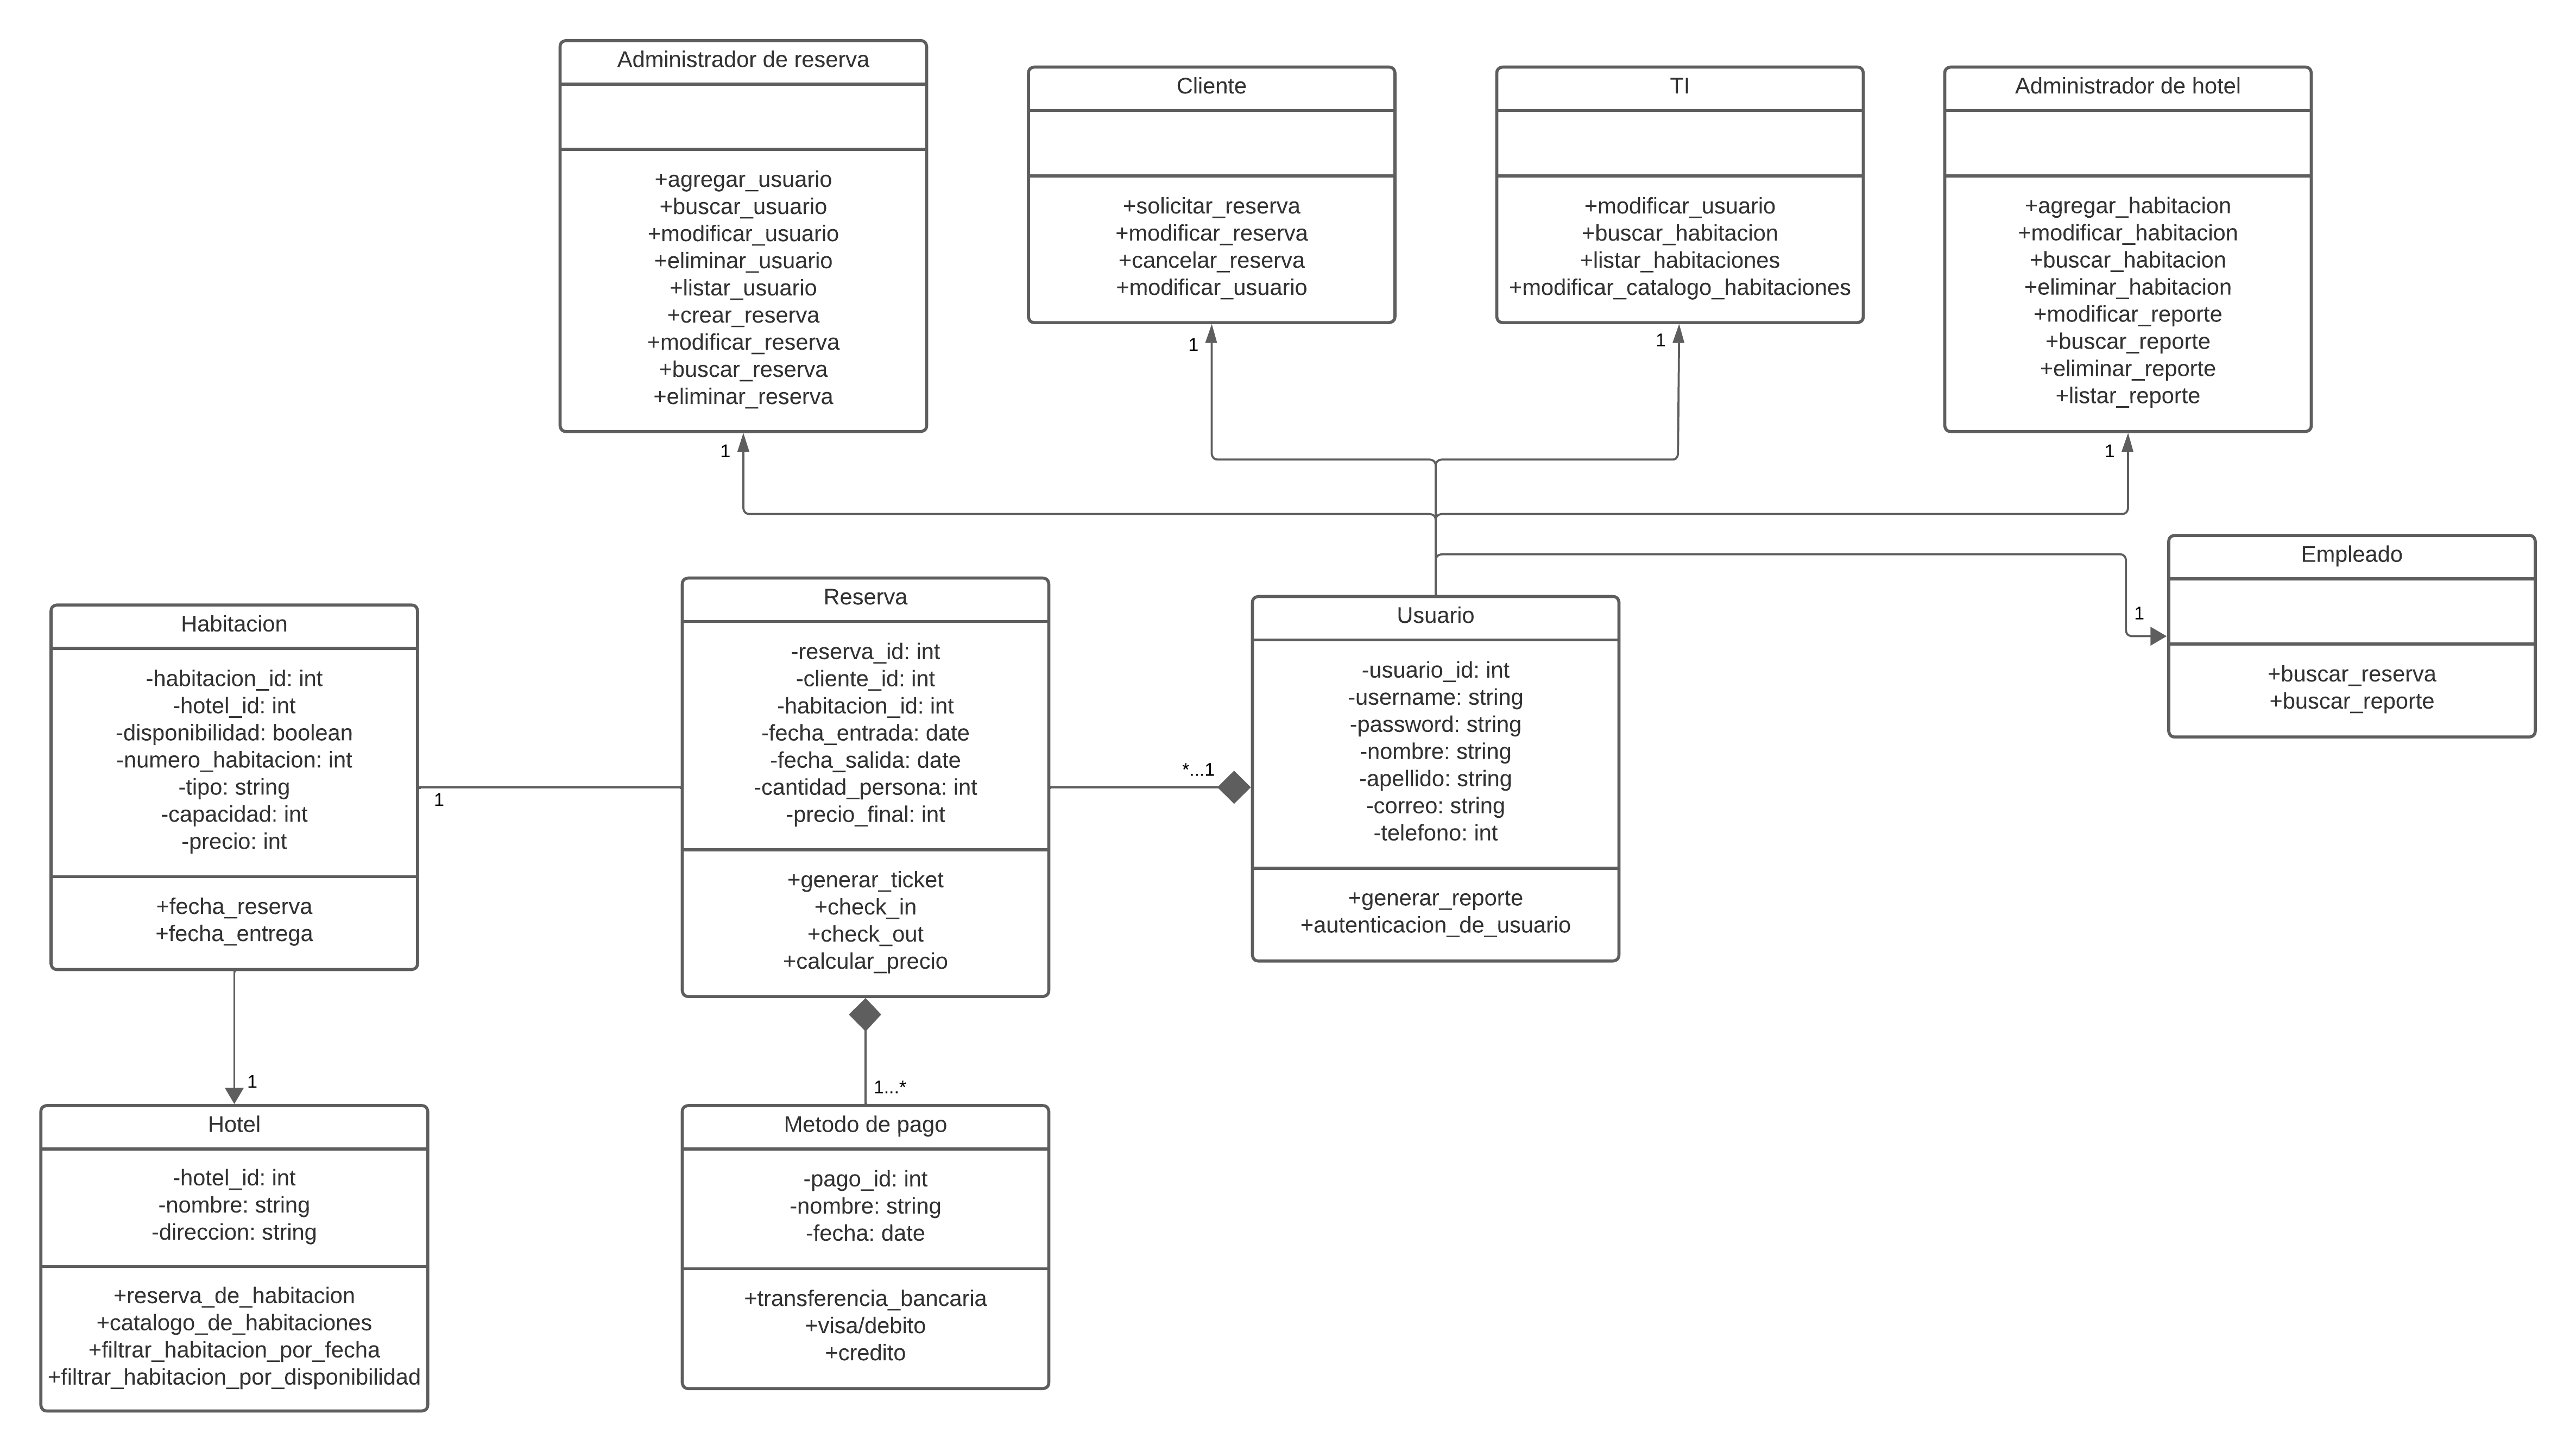 Administrador de reserva
+agregar_usuario
+buscar_usuario
+modificar_usuario
+eliminar_usuario
+listar_usuario
+crear_reserva
+modificar_reserva
+buscar_reserva
+eliminar_reserva
1
Cliente
+solicitar_reserva
+modificar_reserva
+cancelar_reserva
+modificar_usuario
1
TI
+modificar_usuario
+buscar_habitacion
+listar_habitaciones
+modificar_catalogo_habitaciones
1
Administrador de hotel
+agregar_habitacion
+modificar_habitacion
+buscar_habitacion
+eliminar_habitacion
+modificar_reporte
+buscar_reporte
+eliminar_reporte
+listar_reporte
1
Habitacion
-habitacion_id: int
-hotel_id: int
-disponibilidad: boolean
-numero_habitacion: int
-tipo: string
-capacidad: int
-precio: int
+fecha_reserva
+fecha_entrega
1
Reserva
-reserva_id: int
-cliente_id: int
-habitacion_id: int
-fecha_entrada: date
-fecha_salida: date
-cantidad_persona: int
-precio_final: int
+generar_ticket
+check_in
+check_out
+calcular_precio
*...1
Usuario
-usuario_id: int
-username: string
-password: string
-nombre: string
-apellido: string
-correo: string
-telefono: int
+generar_reporte
+autenticacion_de_usuario
1
Empleado
+buscar_reserva
+buscar_reporte
1
Hotel
-hotel_id: int
-nombre: string
-direccion: string
+reserva_de_habitacion
+catalogo_de_habitaciones
+filtrar_habitacion_por_fecha
+filtrar_habitacion_por_disponibilidad
1...*
Metodo de pago
-pago_id: int
-nombre: string
-fecha: date
+transferencia_bancaria
+visa/debito
+credito